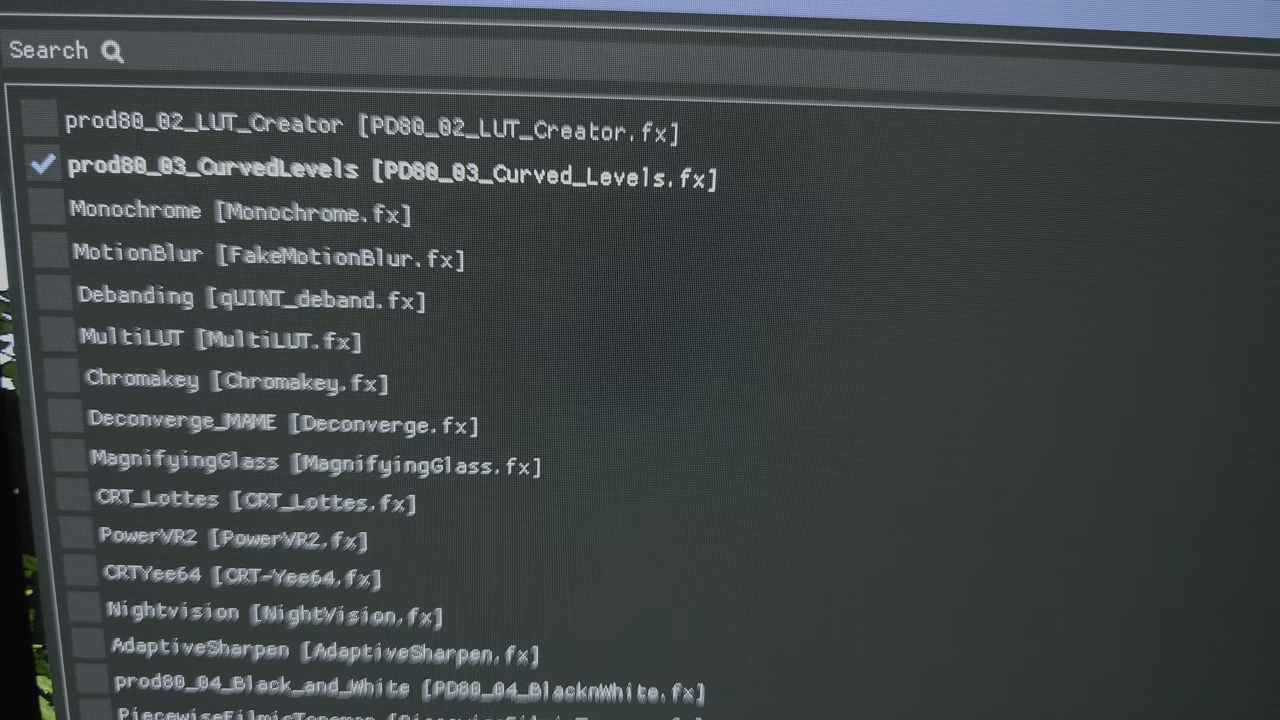 Search
prod80_02_LUT_Creator [PD80_02_LUT_Creator.fx]
prod80_03_CurvedLevels [PD80_03_Curved_Levels.fx]
Monochrome [Monochrome.fx]
MotionBlur [FakeMotionBlur.fx]
Debanding [qUINT_deband.fx]
MultiLUT [MultiLUT.fx]
Chromakey [Chromakey.fx]
Deconverge_MAME [Deconverge.fx]
MagnifyingGlass [MagnifyingGlass.fx]
CRT_Lottes [CRT_Lottes.fx]
PowerVR2 [PowerVR2.fx]
CRTYee64 [CRT-Yee64.fx]
Nightvision [NightVision.fx]
AdaptiveSharpen [AdaptiveSharpen.fx]
prod80_04_Black_and_White [PD80_04_BlacknWhite.fx]